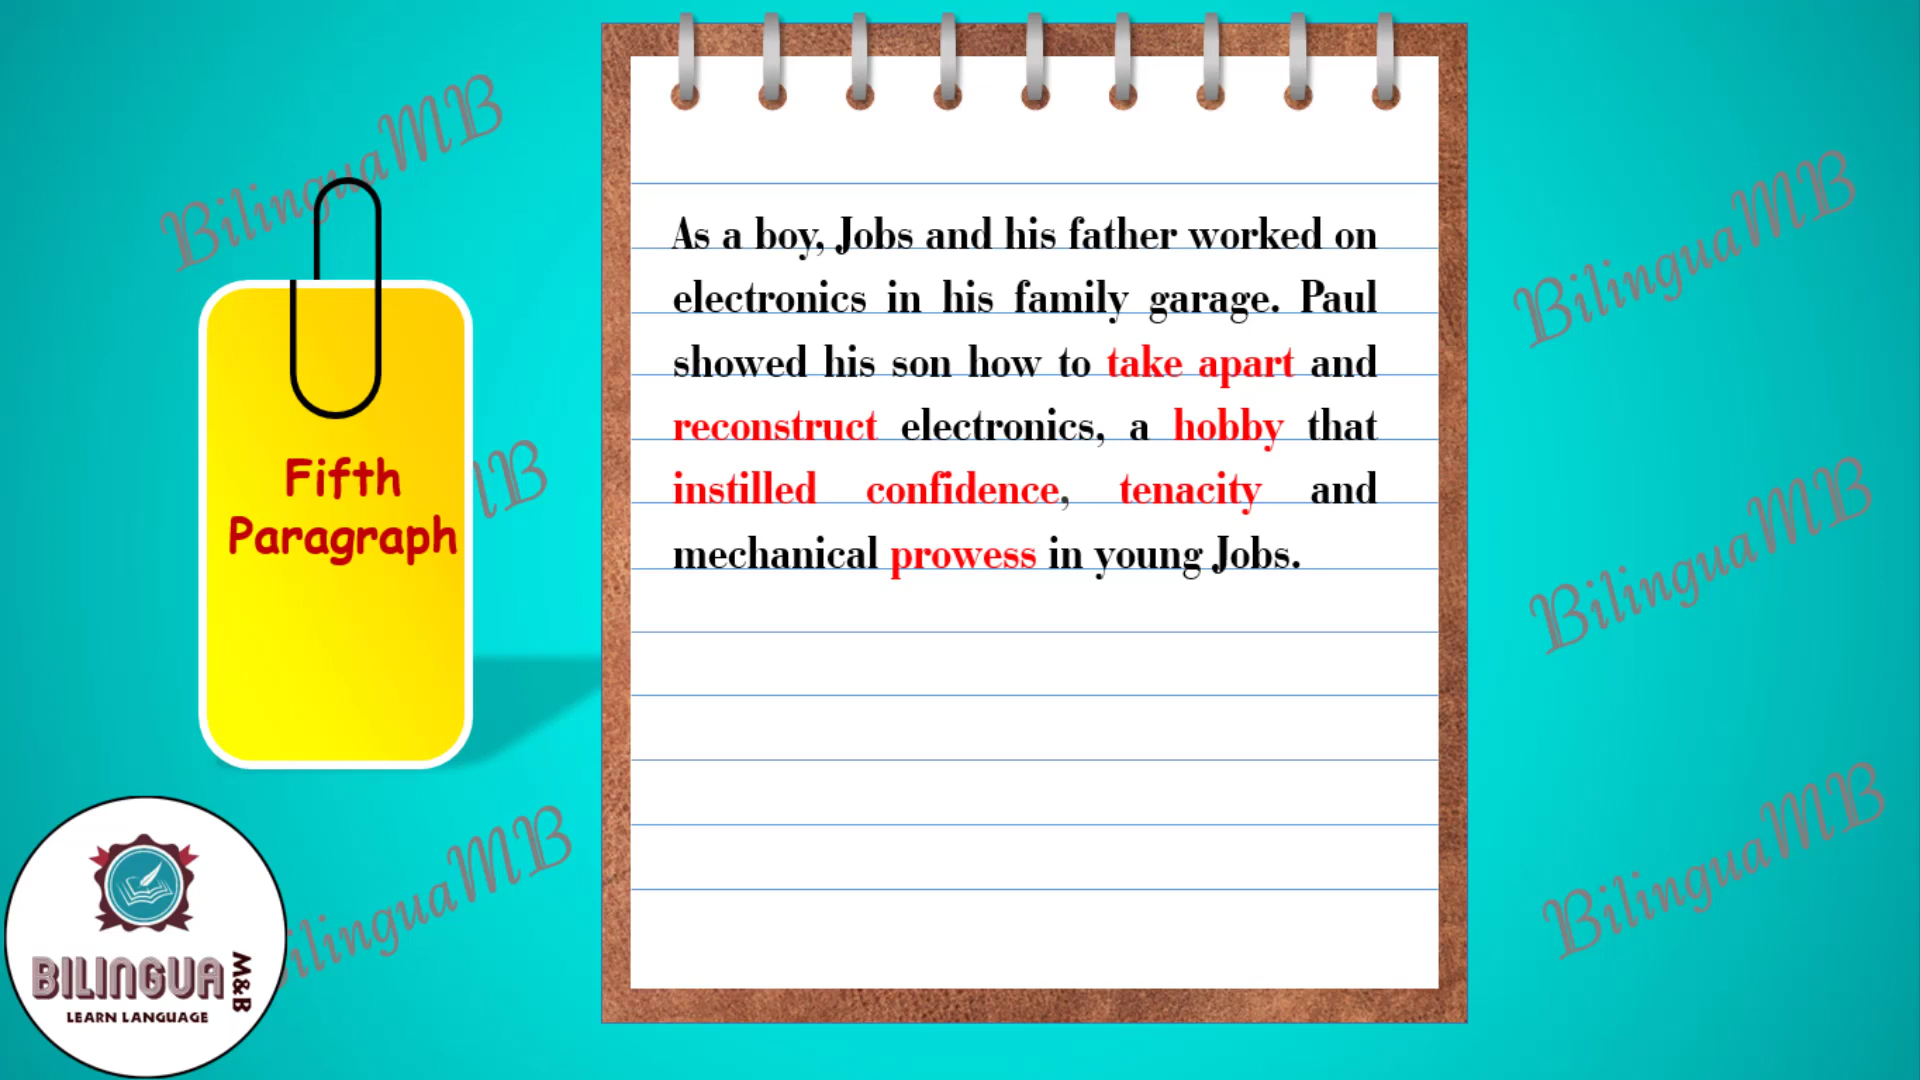 BilinguaMB
BilinguaMB
As a boy, Jobs and his father worked on
electronics in his family garage. Paul
showed his son how to take apart and
reconstruct electronics, a hobby that
instilled confidence, tenacity and
mechanical prowess in young Jobs.
Fifth
Paragraph
BilinguaMB
BilinguaMB
BILINGUA
M&B
LEARN LANGUAGE